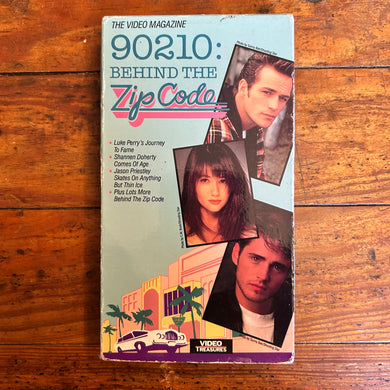 THE VIDEO MAGAZINE
90210:
BEHIND THE
Zip Code
• Luke Perry's Journey
To Fame
• Shannen Doherty
Comes Of Age
• Jason Priestley
Skates On Anything
But Thin Ice
• Plus Lots More
Behind The Zip Code
VIDEO
TREASURES